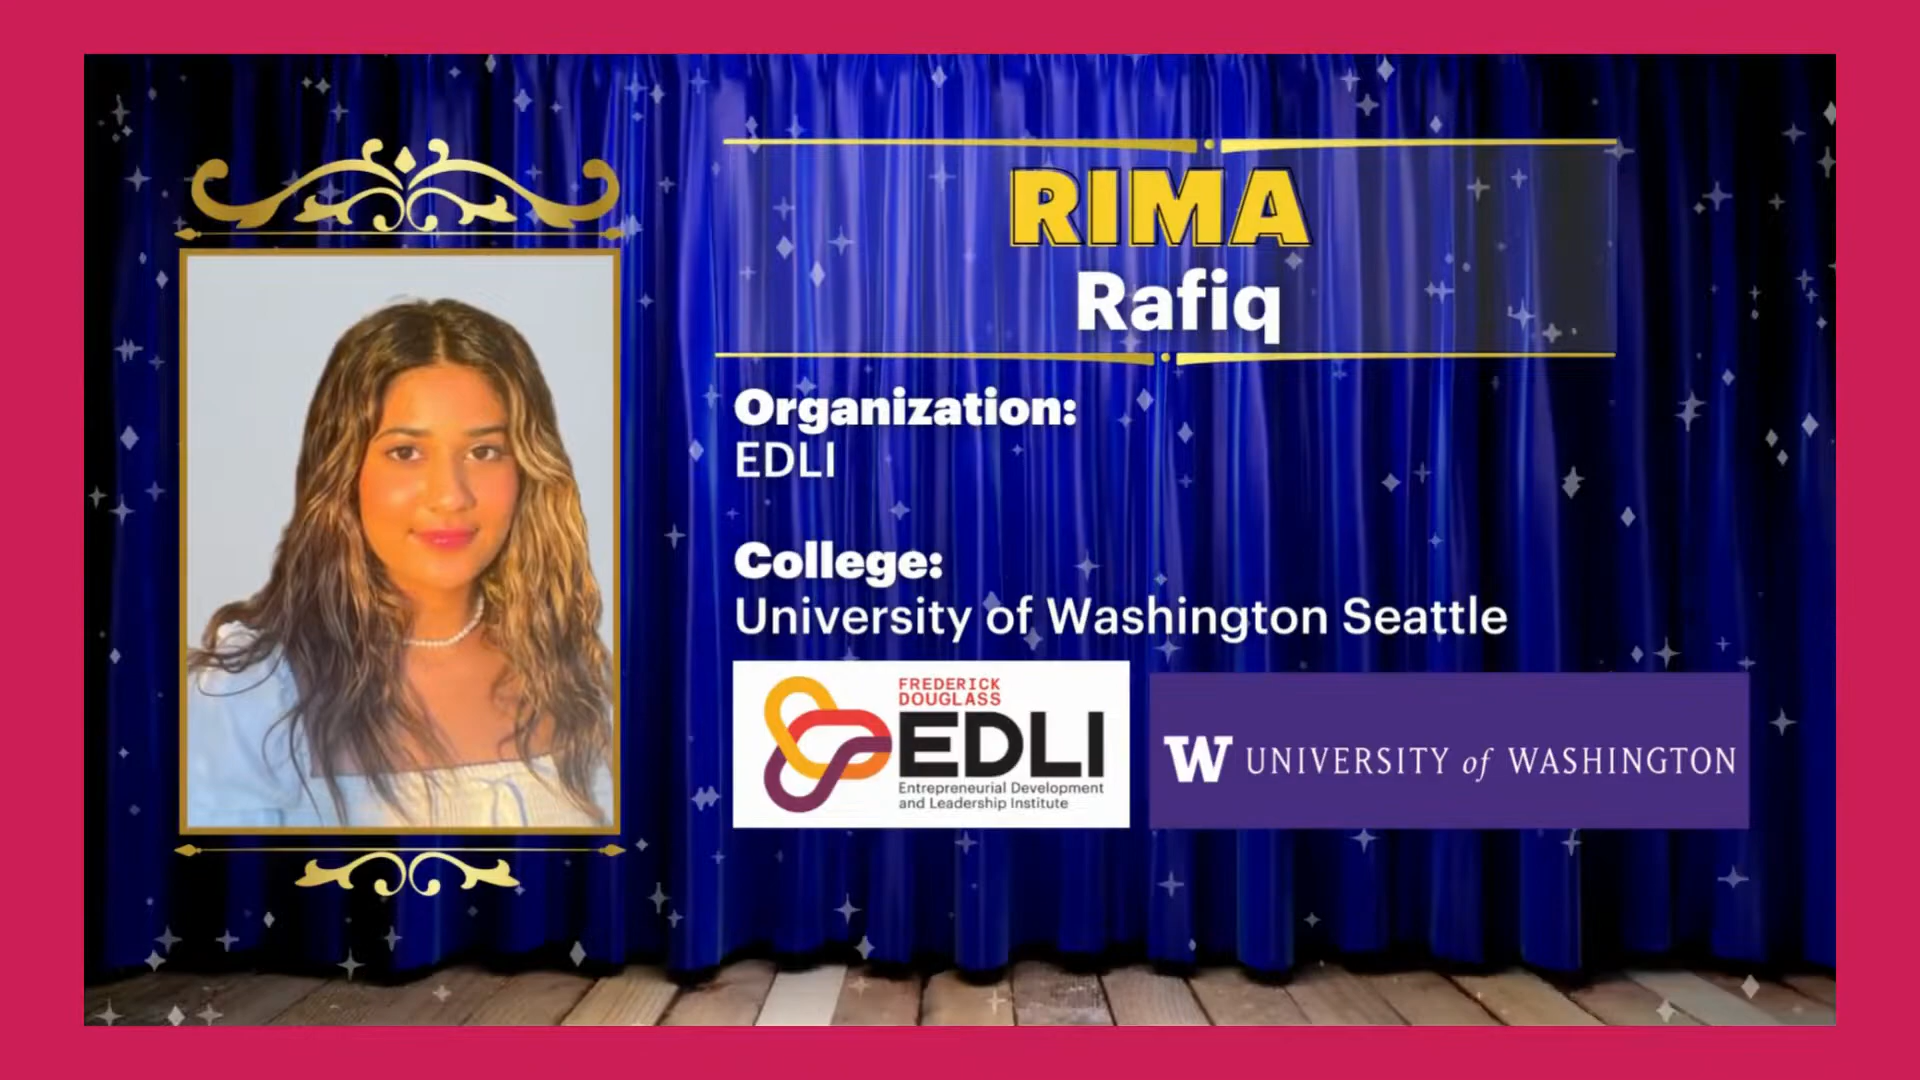 RIMA
Rafiq
Organization:
EDLI
College:
University of Washington Seattle
FREDERICK
DOUGLASS
EDLI
Entrepreneurial Development
and Leadership Institute
W UNIVERSITY of WASHINGTON